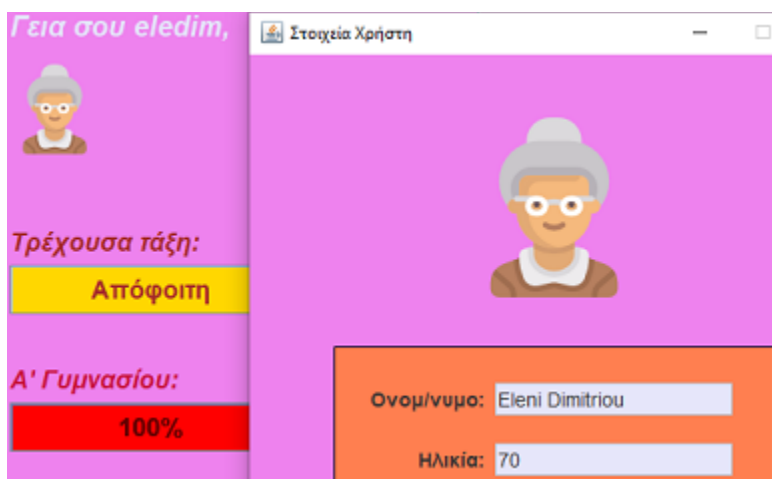 Γεια σου eledim,
Στοιχεία Χρήστη
Τρέχουσα τάξη:
Απόφοιτη
Α' Γυμνασίου:
100%
Ονομ/νυμο: Eleni Dimitriou
Ηλικία: 70